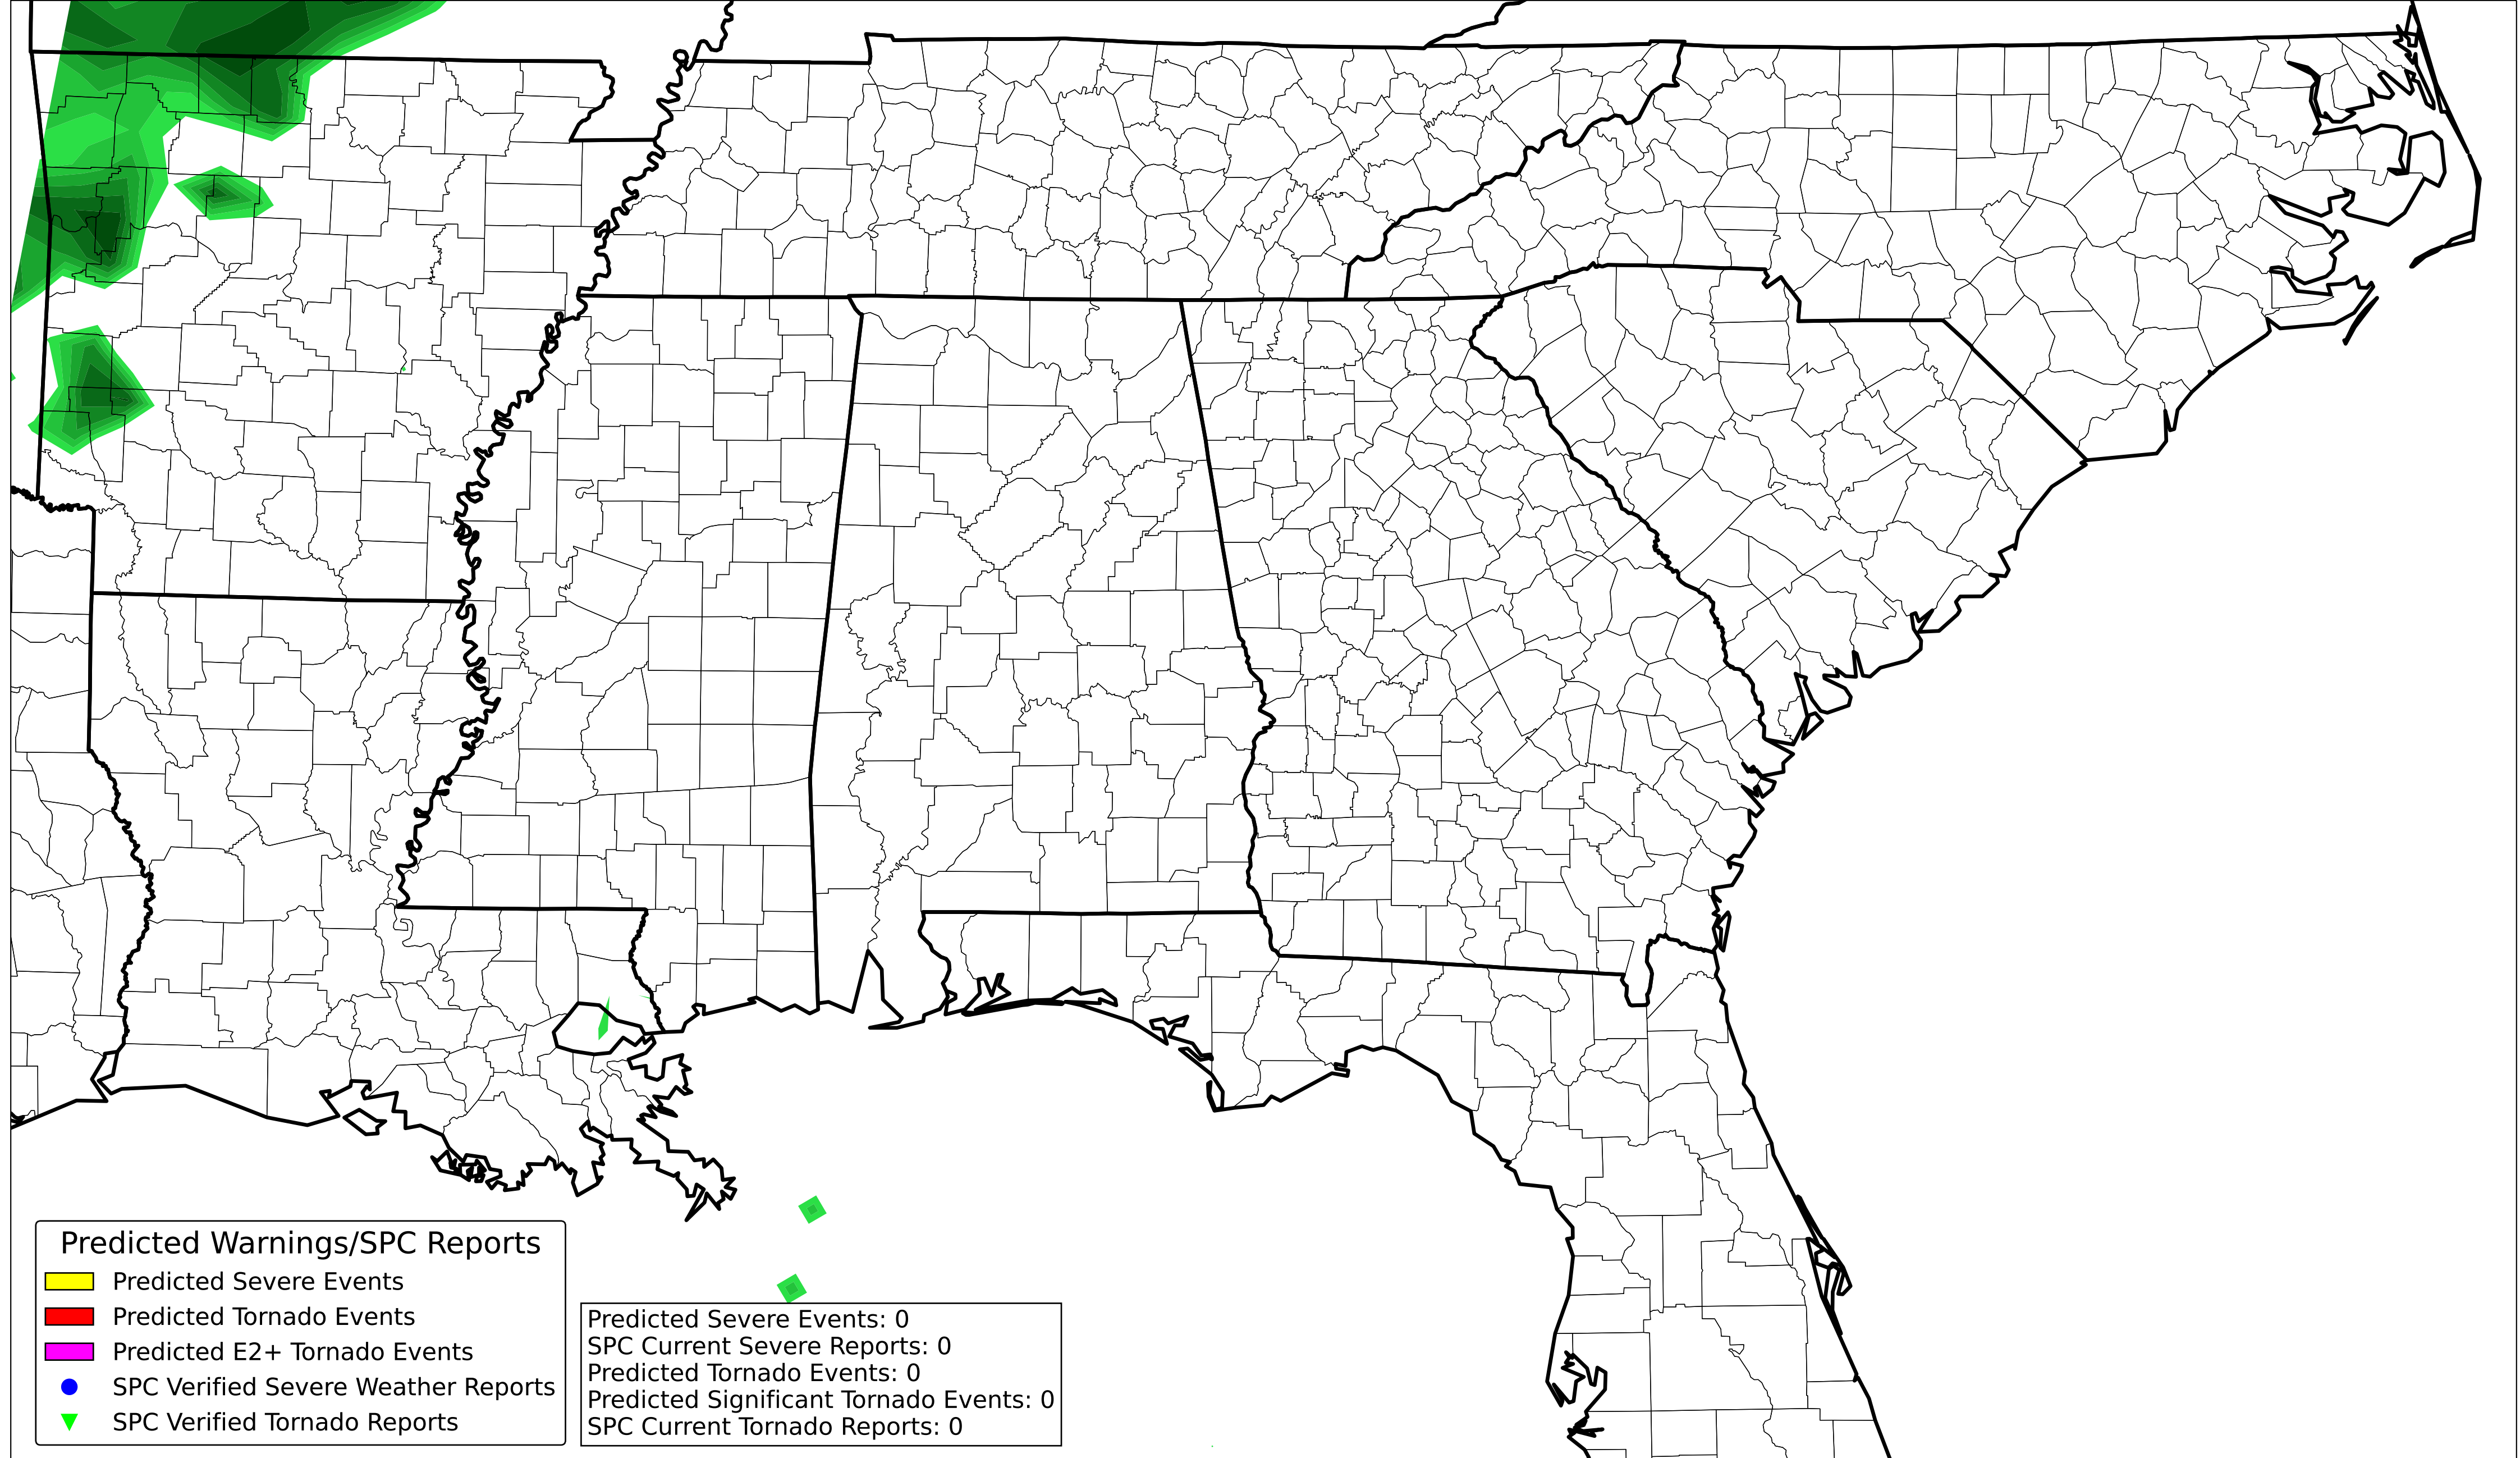 Predicted Warnings/SPC Reports
Predicted Severe Events
Predicted Tornado Events
Predicted E2+ Tornado Events
SPC Verified Severe Weather Reports
SPC Verified Tornado Reports
Predicted Severe Events: 0
SPC Current Severe Reports: 0
Predicted Tornado Events: 0
Predicted Significant Tornado Events: 0
SPC Current Tornado Reports: 0